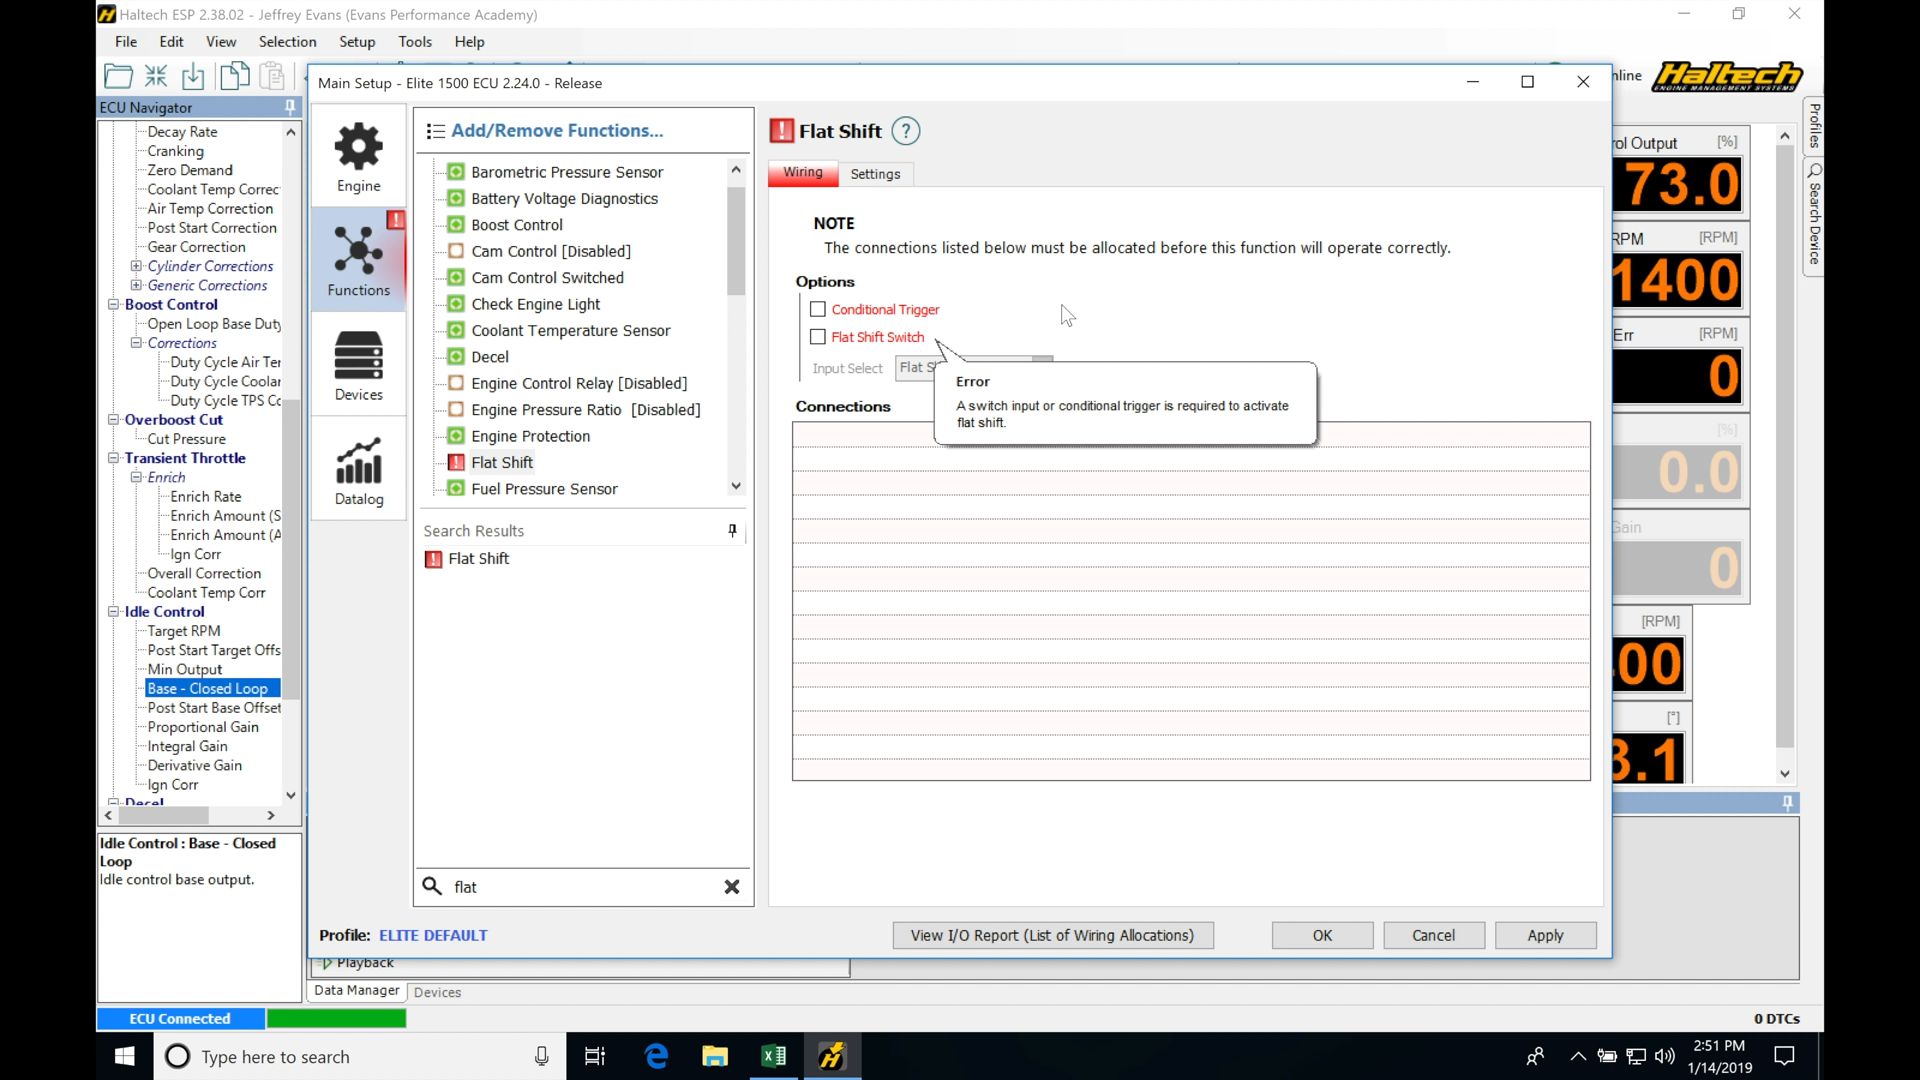 Haltech ESP 2.38.02 - Jeffrey Evans (Evans Performance Academy)
File Edit View Selection Setup Tools Help
nline
Haltech
ENGINE MANAGEMENT SYSTEMS
ECU Navigator
Decay Rate
Cranking
Zero Demand
Coolant Temp Correc
Air Temp Correction
Post Start Correction
Gear Correction
Cylinder Corrections
Generic Corrections
Boost Control
Open Loop Base Duty
Corrections
Duty Cycle Air Ter
Duty Cycle Coolar
Duty Cycle TPS Cc
Overboost Cut
Cut Pressure
Transient Throttle
Enrich
Enrich Rate
Enrich Amount (S
Enrich Amount (A
Ign Corr
Overall Correction
Coolant Temp Corr
Idle Control
Target RPM
Post Start Target Offs
Min Output
Base - Closed Loop
Post Start Base Offset
Proportional Gain
Integral Gain
Derivative Gain
Ign Corr
Decel
Idle Control : Base - Closed
Loop
Idle control base output.
Main Setup - Elite 1500 ECU 2.24.0 - Release
Engine
Functions
Devices
Datalog
Add/Remove Functions...
Barometric Pressure Sensor
Battery Voltage Diagnostics
Boost Control
Cam Control [Disabled]
Cam Control Switched
Check Engine Light
Coolant Temperature Sensor
Decel
Engine Control Relay [Disabled]
Engine Pressure Ratio [Disabled]
Engine Protection
Flat Shift
Fuel Pressure Sensor
Search Results
Flat Shift
flat
Flat Shift ?
Wiring Settings
NOTE
The connections listed below must be allocated before this function will operate correctly.
Options
Conditional Trigger
Flat Shift Switch
Input Select Flat S
Error
A switch input or conditional trigger is required to activate
flat shift.
Connections
Profile: ELITE DEFAULT
View I/O Report (List of Wiring Allocations) OK Cancel Apply
rol Output [%]
73.0
RPM [RPM]
1400
Err [RPM]
0
[%]
0.0
Gain
0
[RPM]
00
[°]
3.1
Profiles
Search Device
Playback
Data Manager Devices
ECU Connected
0 DTCs
Type here to search
2:51 PM
1/14/2019